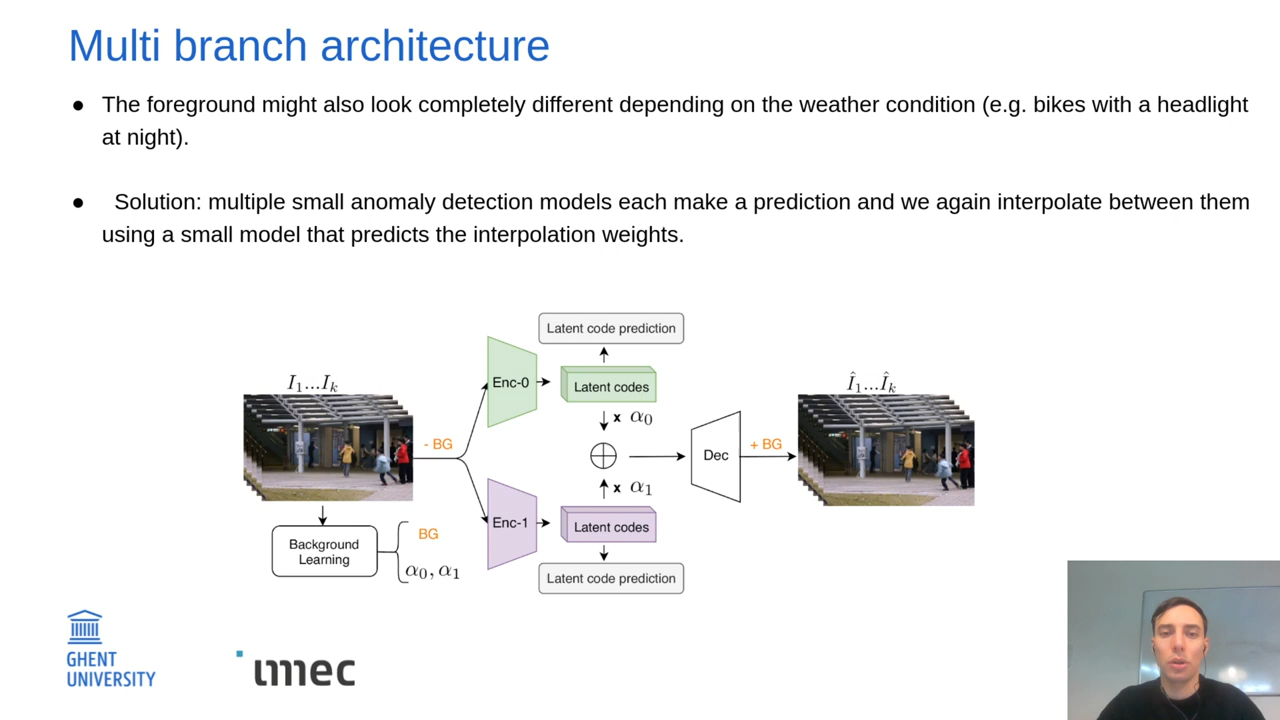 Multi branch architecture
● The foreground might also look completely different depending on the weather condition (e.g. bikes with a headlight
at night).
● Solution: multiple small anomaly detection models each make a prediction and we again interpolate between them
using a small model that predicts the interpolation weights.
Latent code prediction
I₁...Iₖ
Enc-0
Latent codes
Î₁...Îₖ
- BG
x α₀
Dec
+ BG
x α₁
Background
Learning
BG
α₀, α₁
Enc-1
Latent codes
Latent code prediction
GHENT
UNIVERSITY
imec